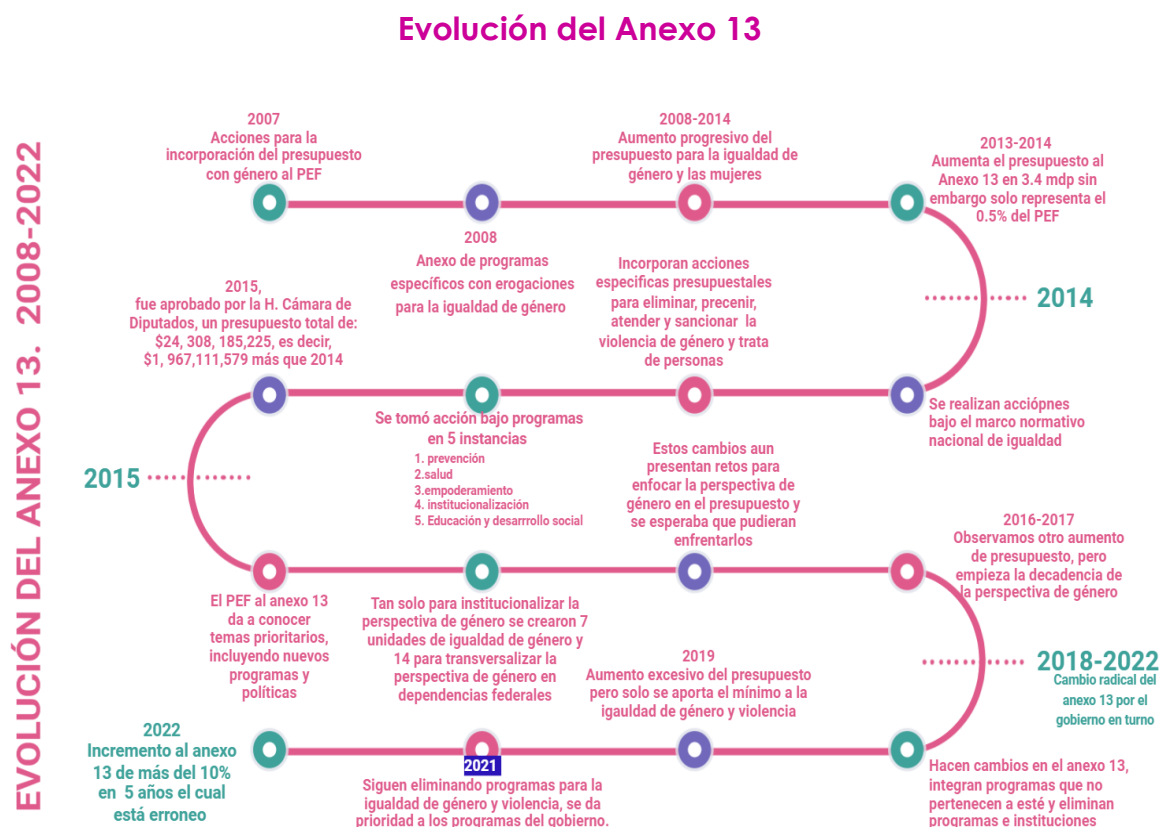 Evolución del Anexo 13
EVOLUCIÓN DEL ANEXO 13. 2008-2022
2007
Acciones para la
incorporación del presupuesto
con género al PEF
2008
Anexo de programas
específicos con erogaciones
para la igualdad de género
2008-2014
Aumento progresivo del
presupuesto para la igualdad de
género y las mujeres
2013-2014
Aumenta el presupuesto al
Anexo 13 en 3.4 mdp sin
embargo solo representa el
0.5% del PEF
2014
Se realizan acciópnes
bajo el marco normativo
nacional de igualdad
Incorporan acciones
especificas presupuestales
para eliminar, precenir,
atender y sancionar la
violencia de género y trata
de personas
Se tomó acción bajo programas
en 5 instancias
1. prevención
2.salud
3.empoderamiento
4. institucionalización
5. Educación y desarrrollo social
2015,
fue aprobado por la H. Cámara de
Diputados, un presupuesto total de:
$24, 308, 185,225, es decir,
$1, 967,111,579 más que 2014
2015
El PEF al anexo 13
da a conocer
temas prioritarios,
incluyendo nuevos
programas y
políticas
Tan solo para institucionalizar la
perspectiva de género se crearon 7
unidades de igualdad de género y
14 para transversalizar la
perspectiva de género en
dependencias federales
Estos cambios aun
presentan retos para
enfocar la perspectiva de
género en el presupuesto y
se esperaba que pudieran
enfrentarlos
2016-2017
Observamos otro aumento
de presupuesto, pero
empieza la decadencia de
la perspectiva de género
2018-2022
Cambio radical del
anexo 13 por el
gobierno en turno
Hacen cambios en el anexo 13,
integran programas que no
pertenecen a esté y eliminan
programas e instituciones
2019
Aumento excesivo del presupuesto
pero solo se aporta el mínimo a la
igauldad de género y violencia
2021
Siguen eliminando programas para la
igualdad de género y violencia, se da
prioridad a los programas del gobierno.
2022
Incremento al anexo
13 de más del 10%
en 5 años el cual
está erroneo